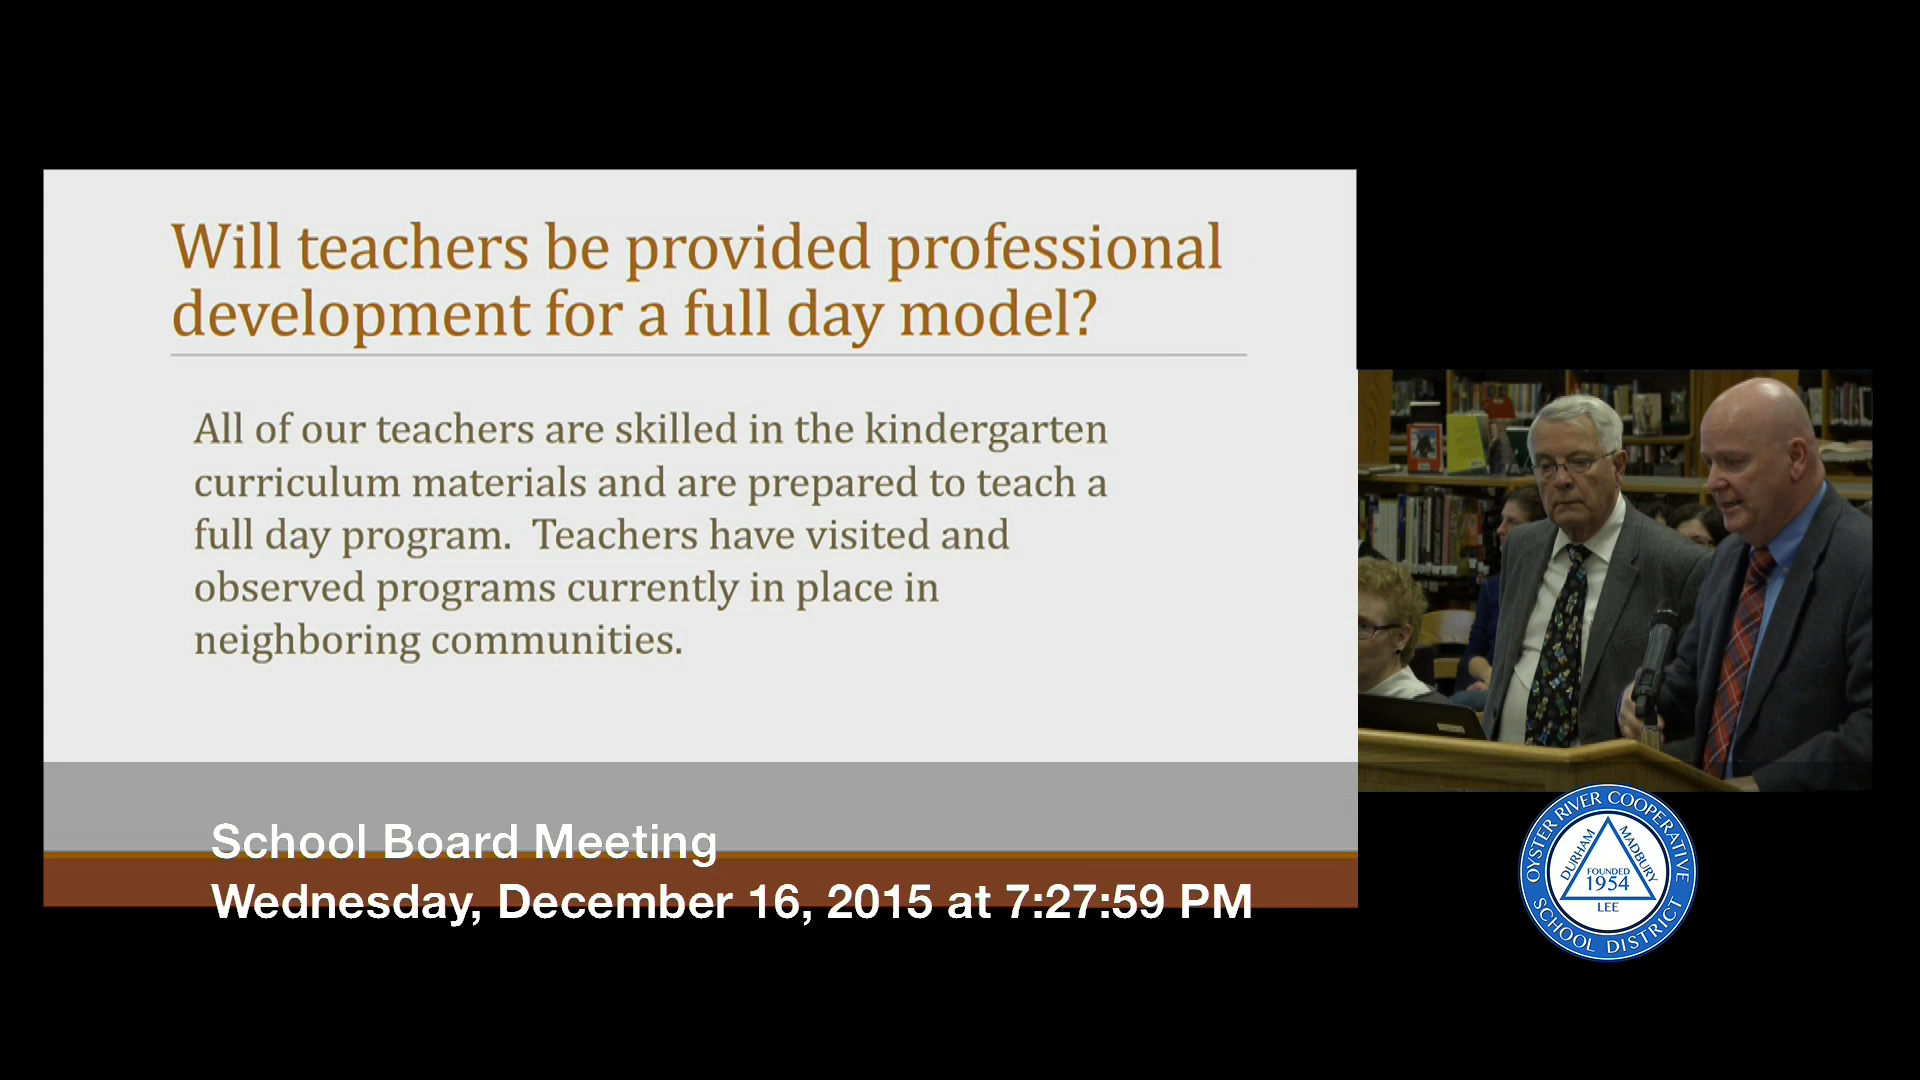 Will teachers be provided professional
development for a full day model?
All of our teachers are skilled in the kindergarten
curriculum materials and are prepared to teach a
full day program.  Teachers have visited and
observed programs currently in place in
neighboring communities.
School Board Meeting
Wednesday, December 16, 2015 at 7:27:59 PM
OYSTER RIVER COOPERATIVE
DURHAM
MADBURY
FOUNDED
1954
LEE
SCHOOL DISTRICT